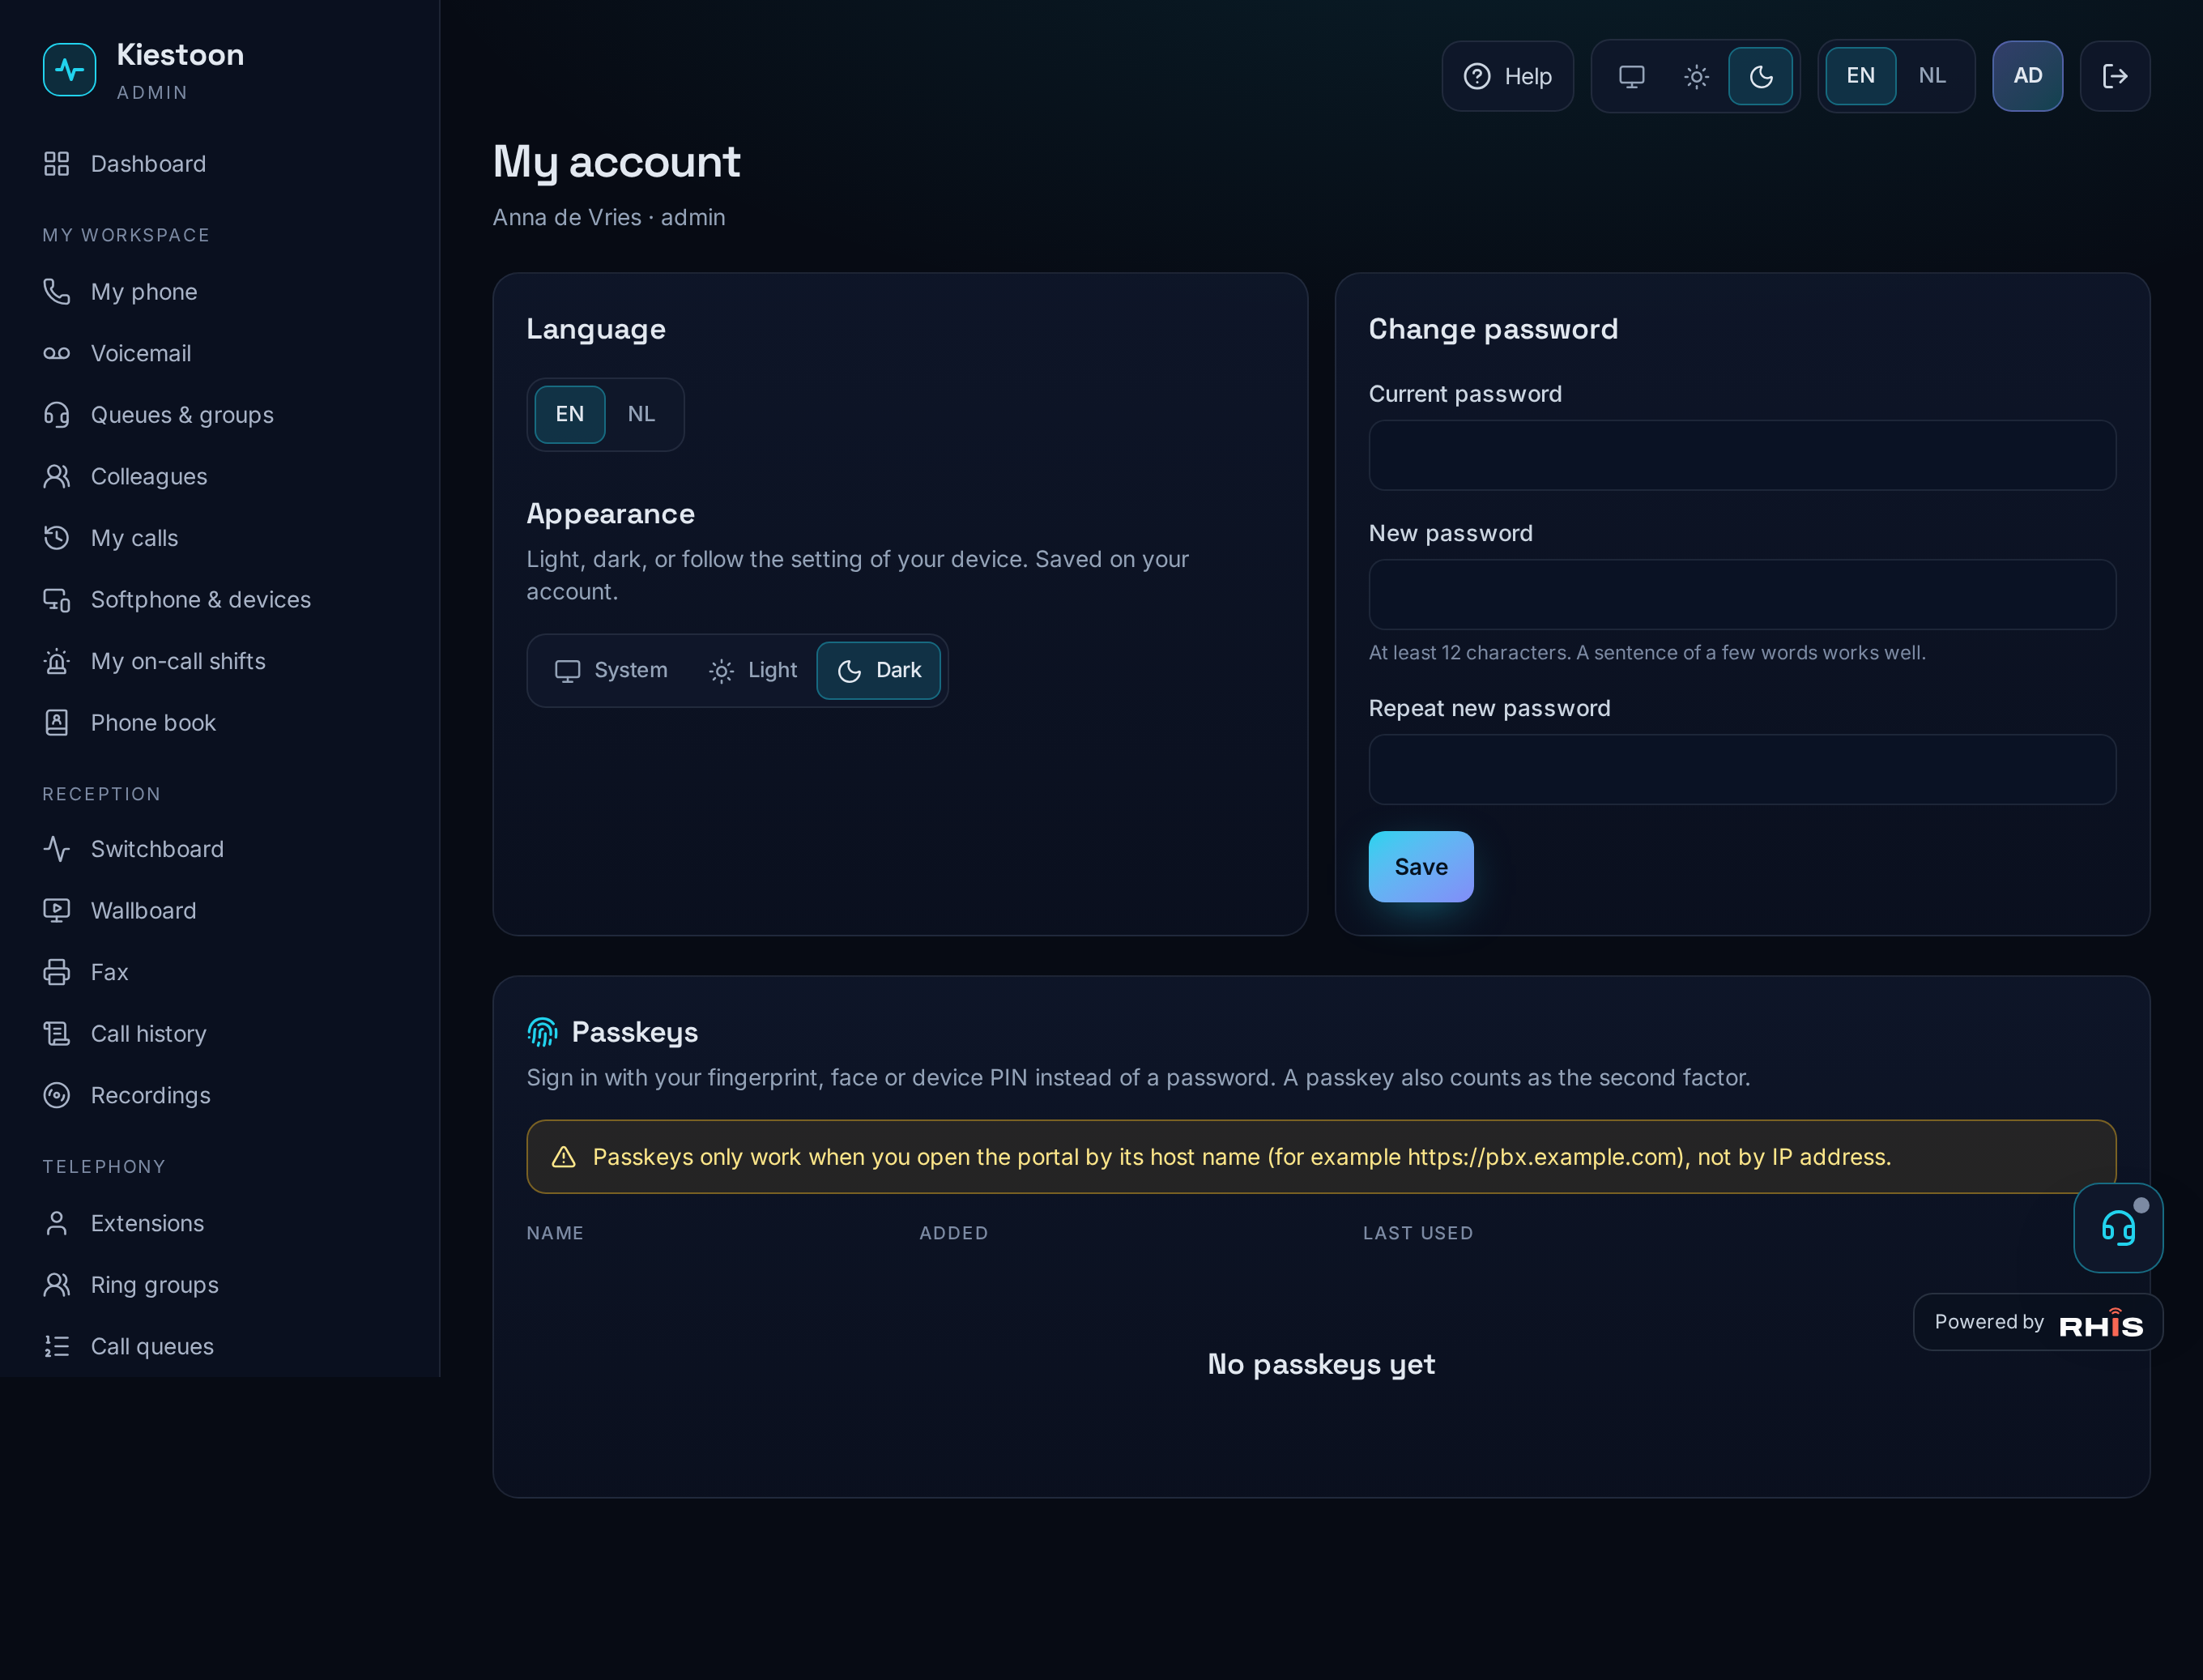 Kiestoon
ADMIN
Dashboard
MY WORKSPACE
My phone
Voicemail
Queues & groups
Colleagues
My calls
Softphone & devices
My on-call shifts
Phone book
RECEPTION
Switchboard
Wallboard
Fax
Call history
Recordings
TELEPHONY
Extensions
Ring groups
Call queues
Help
EN NL
AD
My account
Anna de Vries · admin
Language
EN NL
Appearance
Light, dark, or follow the setting of your device. Saved on your
account.
System Light Dark
Change password
Current password
New password
At least 12 characters. A sentence of a few words works well.
Repeat new password
Save
Passkeys
Sign in with your fingerprint, face or device PIN instead of a password. A passkey also counts as the second factor.
Passkeys only work when you open the portal by its host name (for example https://pbx.example.com), not by IP address.
NAME ADDED LAST USED
No passkeys yet
Powered by RHiS